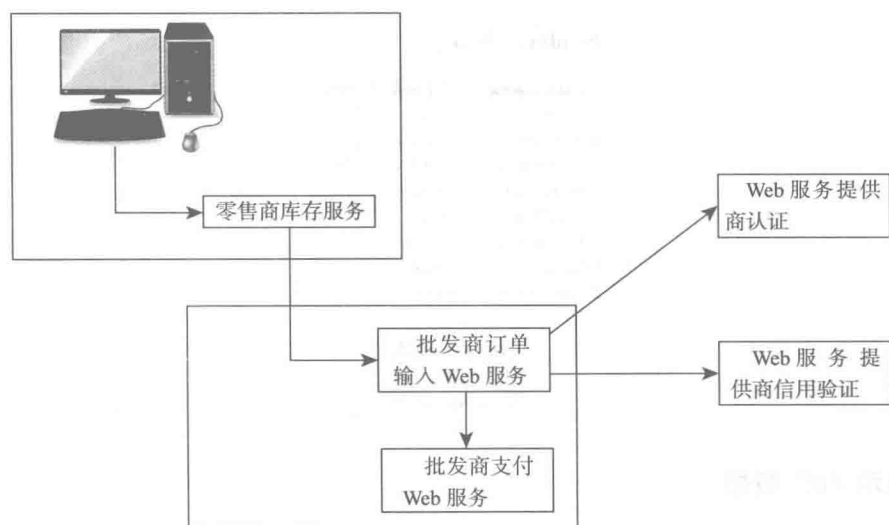 零售商库存服务
Web 服务提供
商认证
批发商订单
输入 Web 服务
Web 服 务 提
供商信用验证
批发商支付
Web 服务